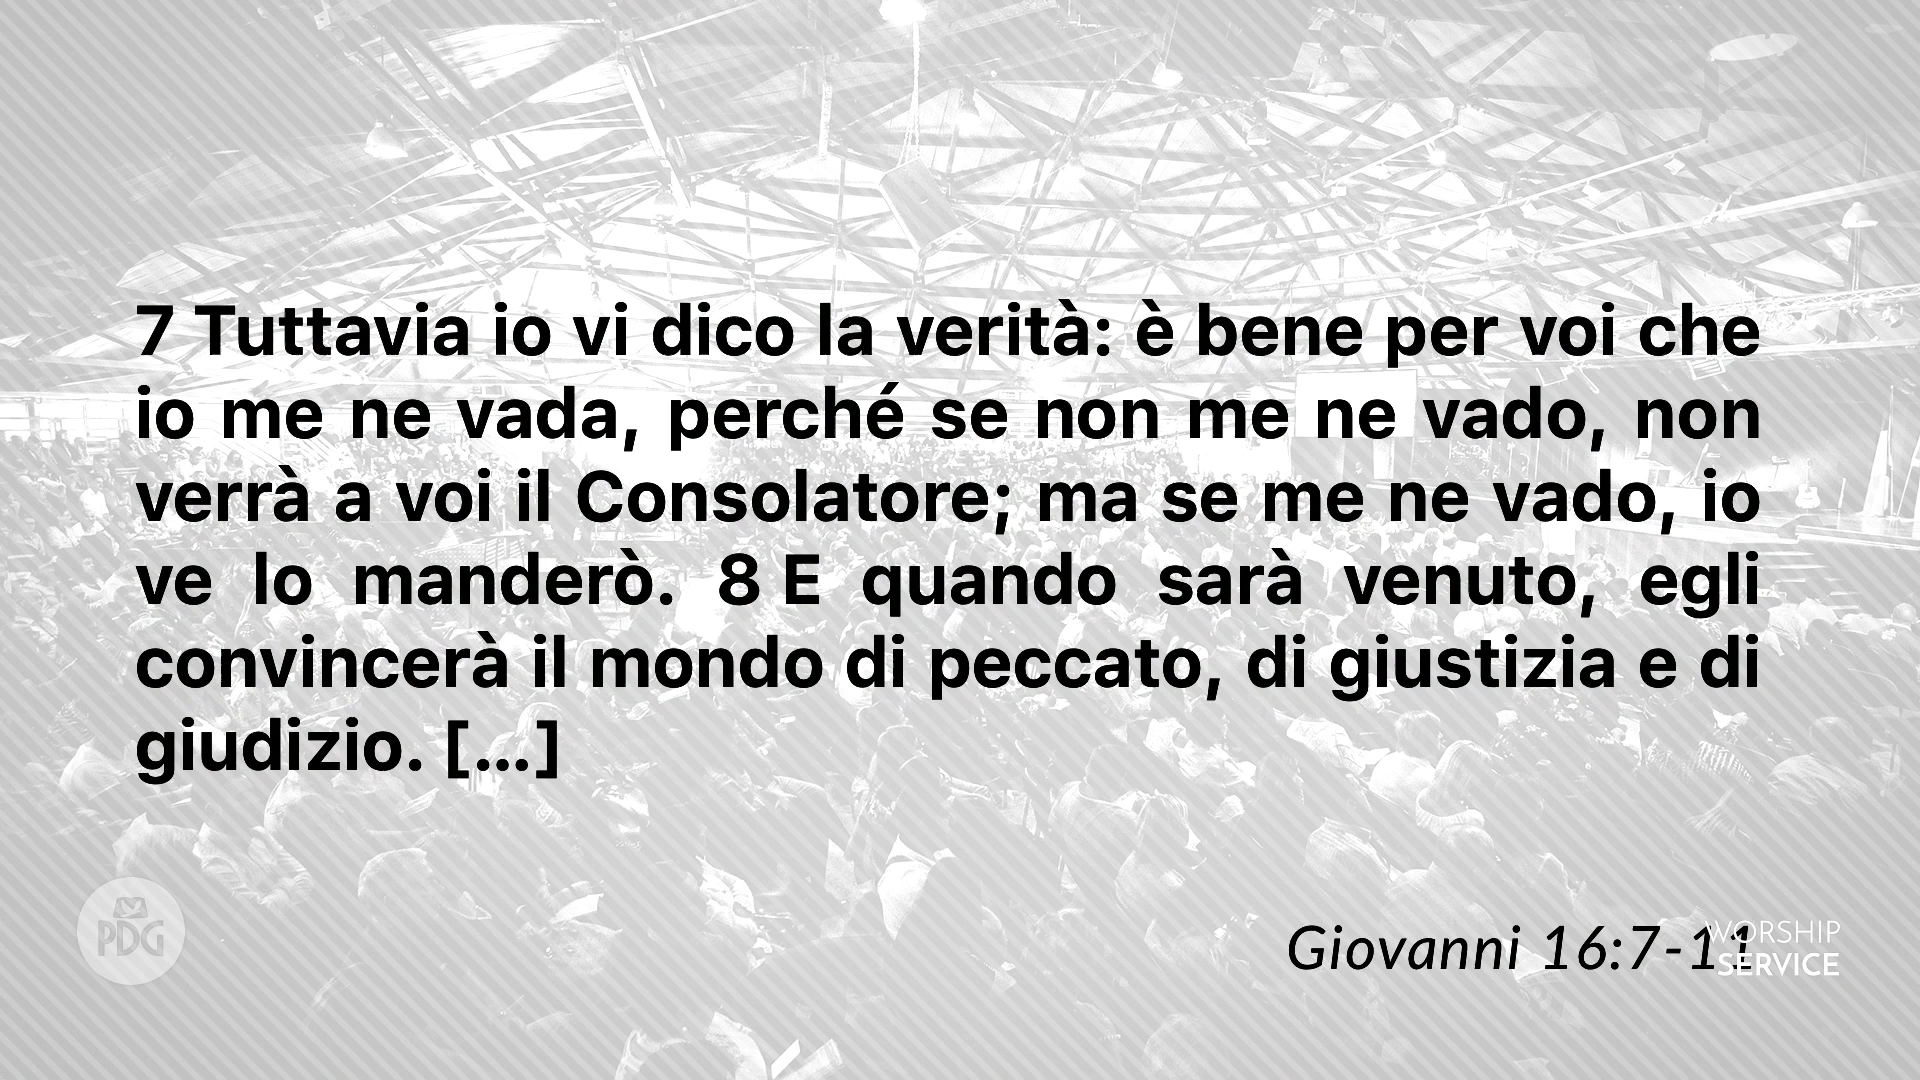 7 Tuttavia io vi dico la verità: è bene per voi che
io me ne vada, perché se non me ne vado, non
verrà a voi il Consolatore; ma se me ne vado, io
ve lo manderò. 8 E quando sarà venuto, egli
convincerà il mondo di peccato, di giustizia e di
giudizio. [...]
PDG
Giovanni 16:7-11
WORSHIP
SERVICE